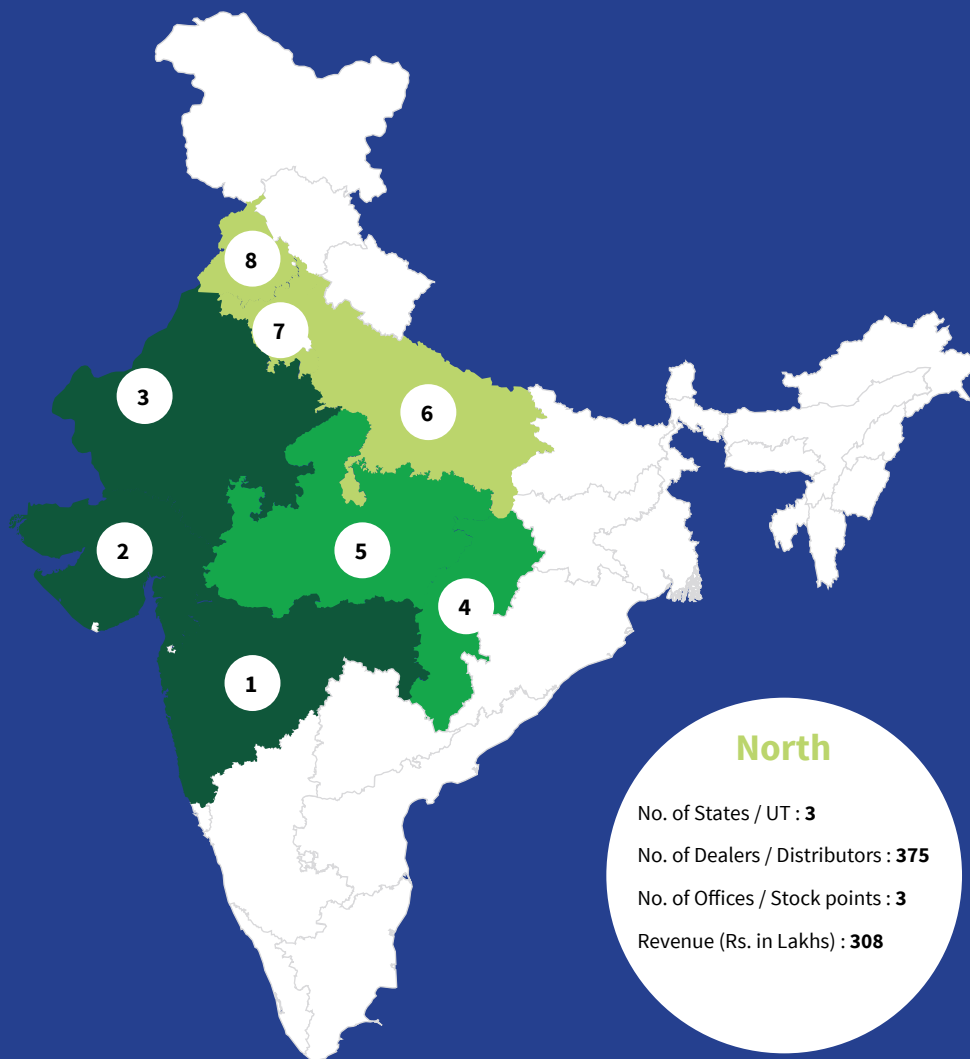 8
7
3
6
2
5
4
1
North
No. of States / UT : 3
No. of Dealers / Distributors : 375
No. of Offices / Stock points : 3
Revenue (Rs. in Lakhs) : 308